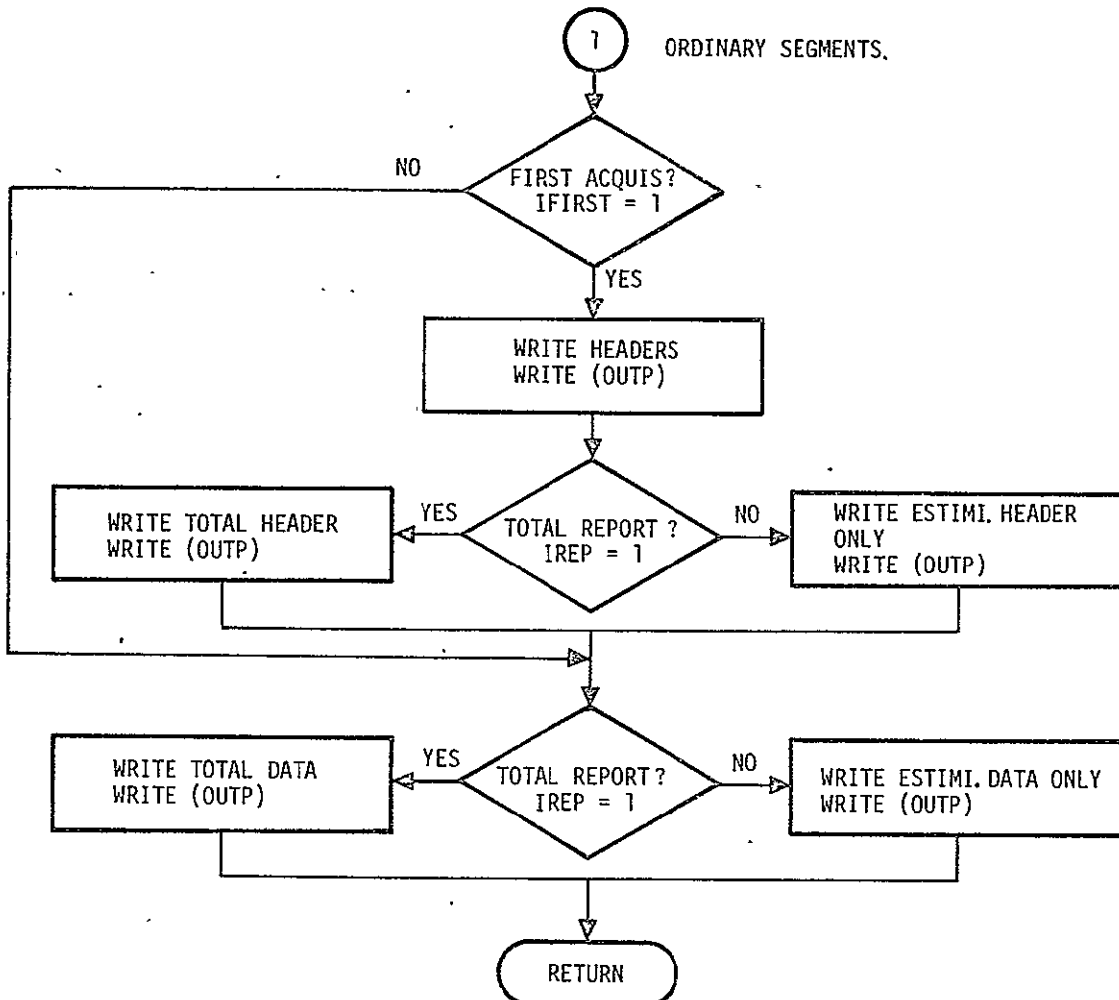 1
ORDINARY SEGMENTS.
NO
FIRST ACQUIS?
IFIRST = 1
YES
WRITE HEADERS
WRITE (OUTP)
WRITE TOTAL HEADER
WRITE (OUTP)
YES
TOTAL REPORT?
IREP = 1
NO
WRITE ESTIMI. HEADER
ONLY
WRITE (OUTP)
WRITE TOTAL DATA
WRITE (OUTP)
YES
TOTAL REPORT?
IREP = 1
NO
WRITE ESTIMI. DATA ONLY
WRITE (OUTP)
RETURN